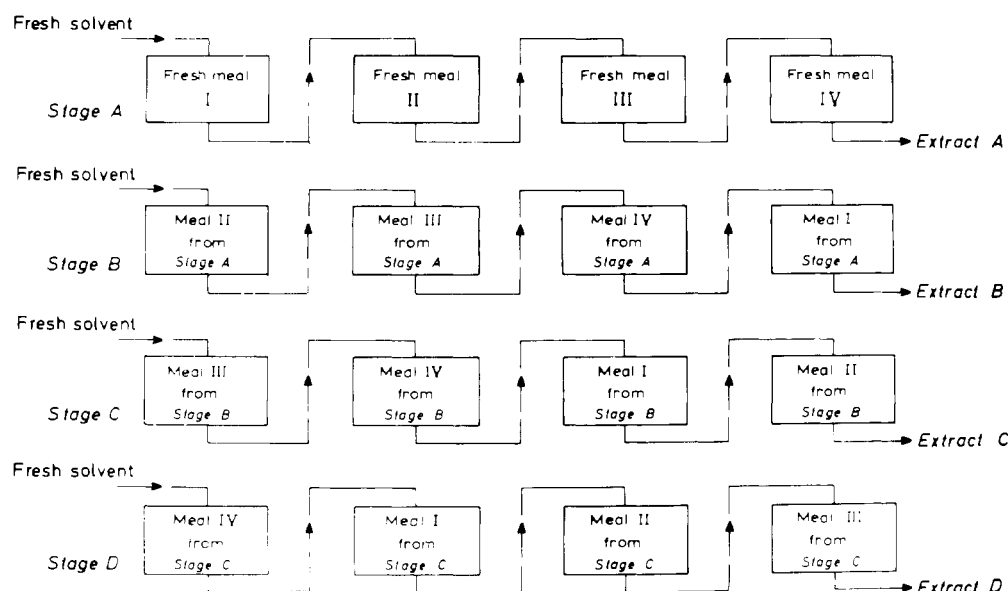 Fresh solvent
Fresh meal
I
Fresh meal
II
Fresh meal
III
Fresh meal
IV
Stage A
Extract A
Fresh solvent
Meal II
from
Stage A
Meal III
from
Stage A
Meal IV
from
Stage A
Meal I
from
Stage A
Stage B
Extract B
Fresh solvent
Meal III
from
Stage B
Meal IV
from
Stage B
Meal I
from
Stage B
Meal II
from
Stage B
Stage C
Extract C
Fresh solvent
Meal IV
from
Stage C
Meal I
from
Stage C
Meal II
from
Stage C
Meal III
from
Stage C
Stage D
Extract D